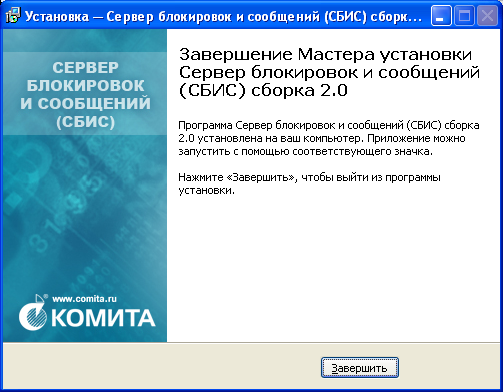 Установка — Сервер блокировок и сообщений (СБИС) сборк...
СЕРВЕР
БЛОКИРОВОК
И СООБЩЕНИЙ
(СБИС)
Завершение Мастера установки
Сервер блокировок и сообщений
(СБИС) сборка 2.0
Программа Сервер блокировок и сообщений (СБИС) сборка
2.0 установлена на ваш компьютер. Приложение можно
запустить с помощью соответствующего значка.
Нажмите «Завершить», чтобы выйти из программы
установки.
www.comita.ru
КОМИТА
Завершить